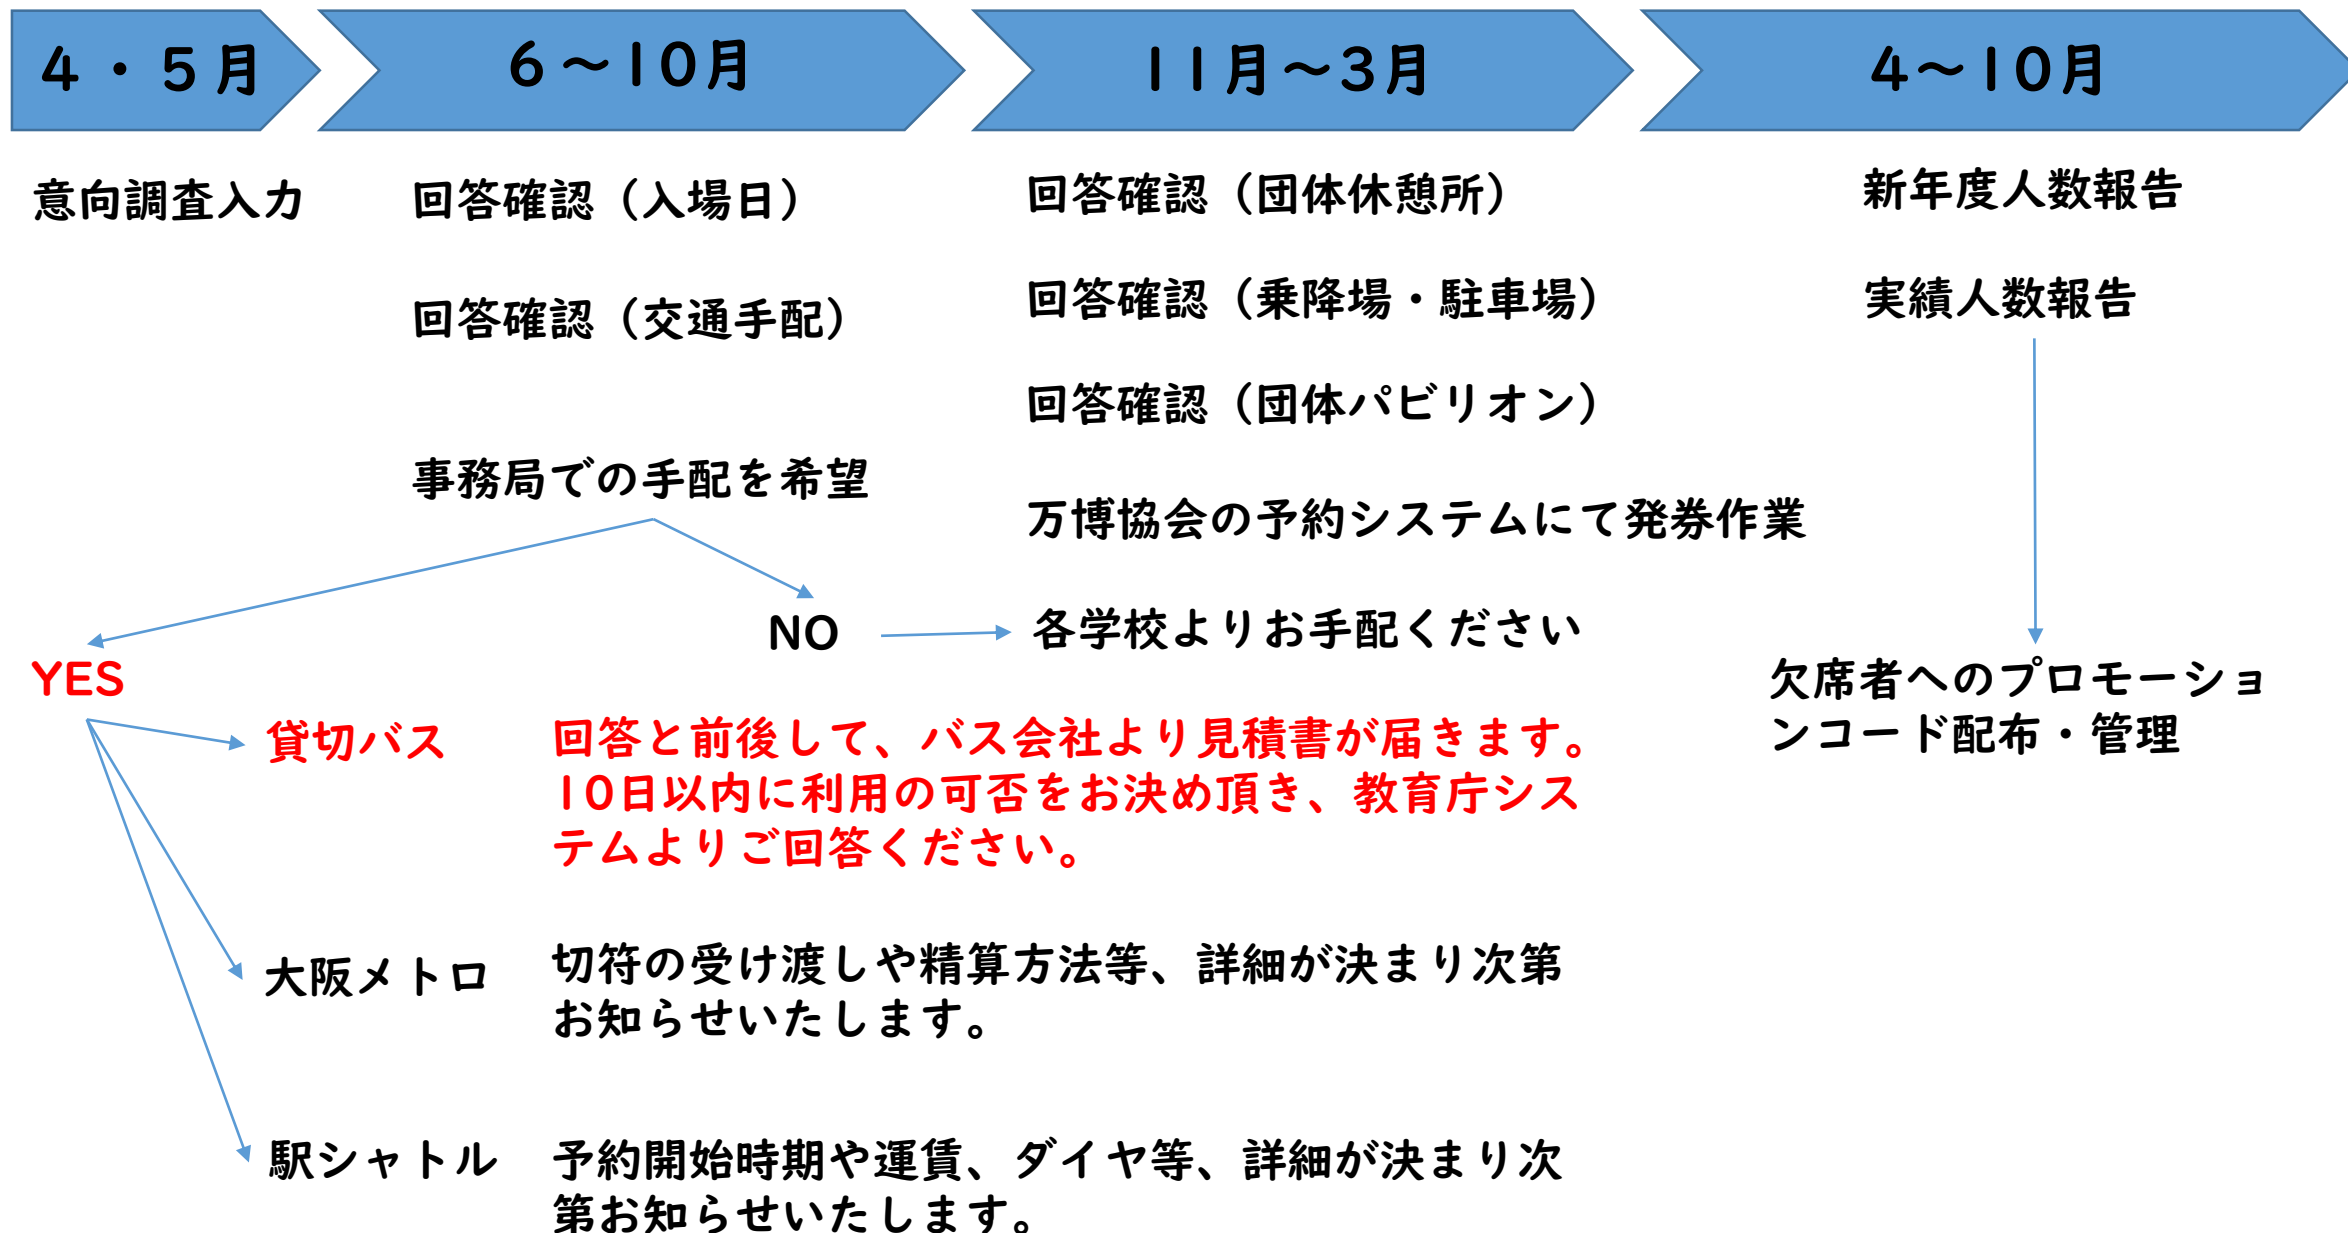 4・5月
6～10月
11月～3月
4～10月
意向調査入力
回答確認（入場日）
回答確認（交通手配）
事務局での手配を希望
回答確認（団体休憩所）
回答確認（乗降場・駐車場）
回答確認（団体パビリオン）
万博協会の予約システムにて発券作業
新年度人数報告
実績人数報告
欠席者へのプロモーショ
ンコード配布・管理
NO
各学校よりお手配ください
YES
貸切バス
回答と前後して、バス会社より見積書が届きます。
10日以内に利用の可否をお決め頂き、教育庁シス
テムよりご回答ください。
大阪メトロ
切符の受け渡しや精算方法等、詳細が決まり次第
お知らせいたします。
駅シャトル
予約開始時期や運賃、ダイヤ等、詳細が決まり次
第お知らせいたします。